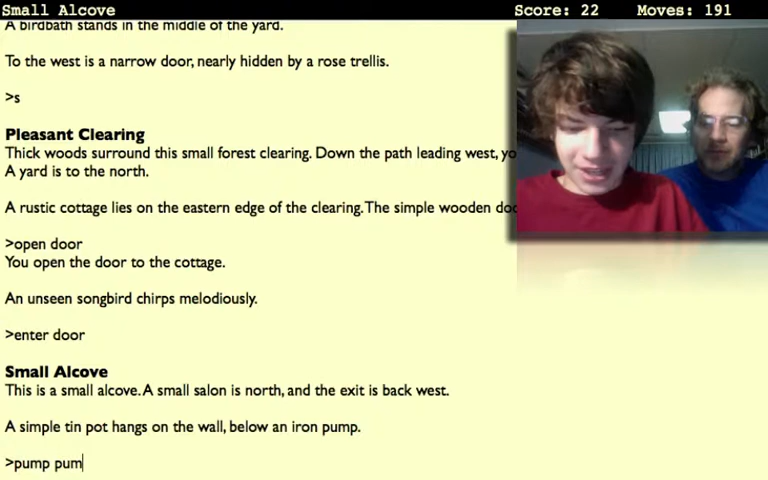 Small Alcove Score: 22 Moves: 191
A birdbath stands in the middle of the yard.
To the west is a narrow door, nearly hidden by a rose trellis.
>s
Pleasant Clearing
Thick woods surround this small forest clearing. Down the path leading west,
A yard is to the north.
A rustic cottage lies on the eastern edge of the clearing. The simple wooden
>open door
You open the door to the cottage.
An unseen songbird chirps melodiously.
>enter door
Small Alcove
This is a small alcove. A small salon is north, and the exit is back west.
A simple tin pot hangs on the wall, below an iron pump.
>pump pum